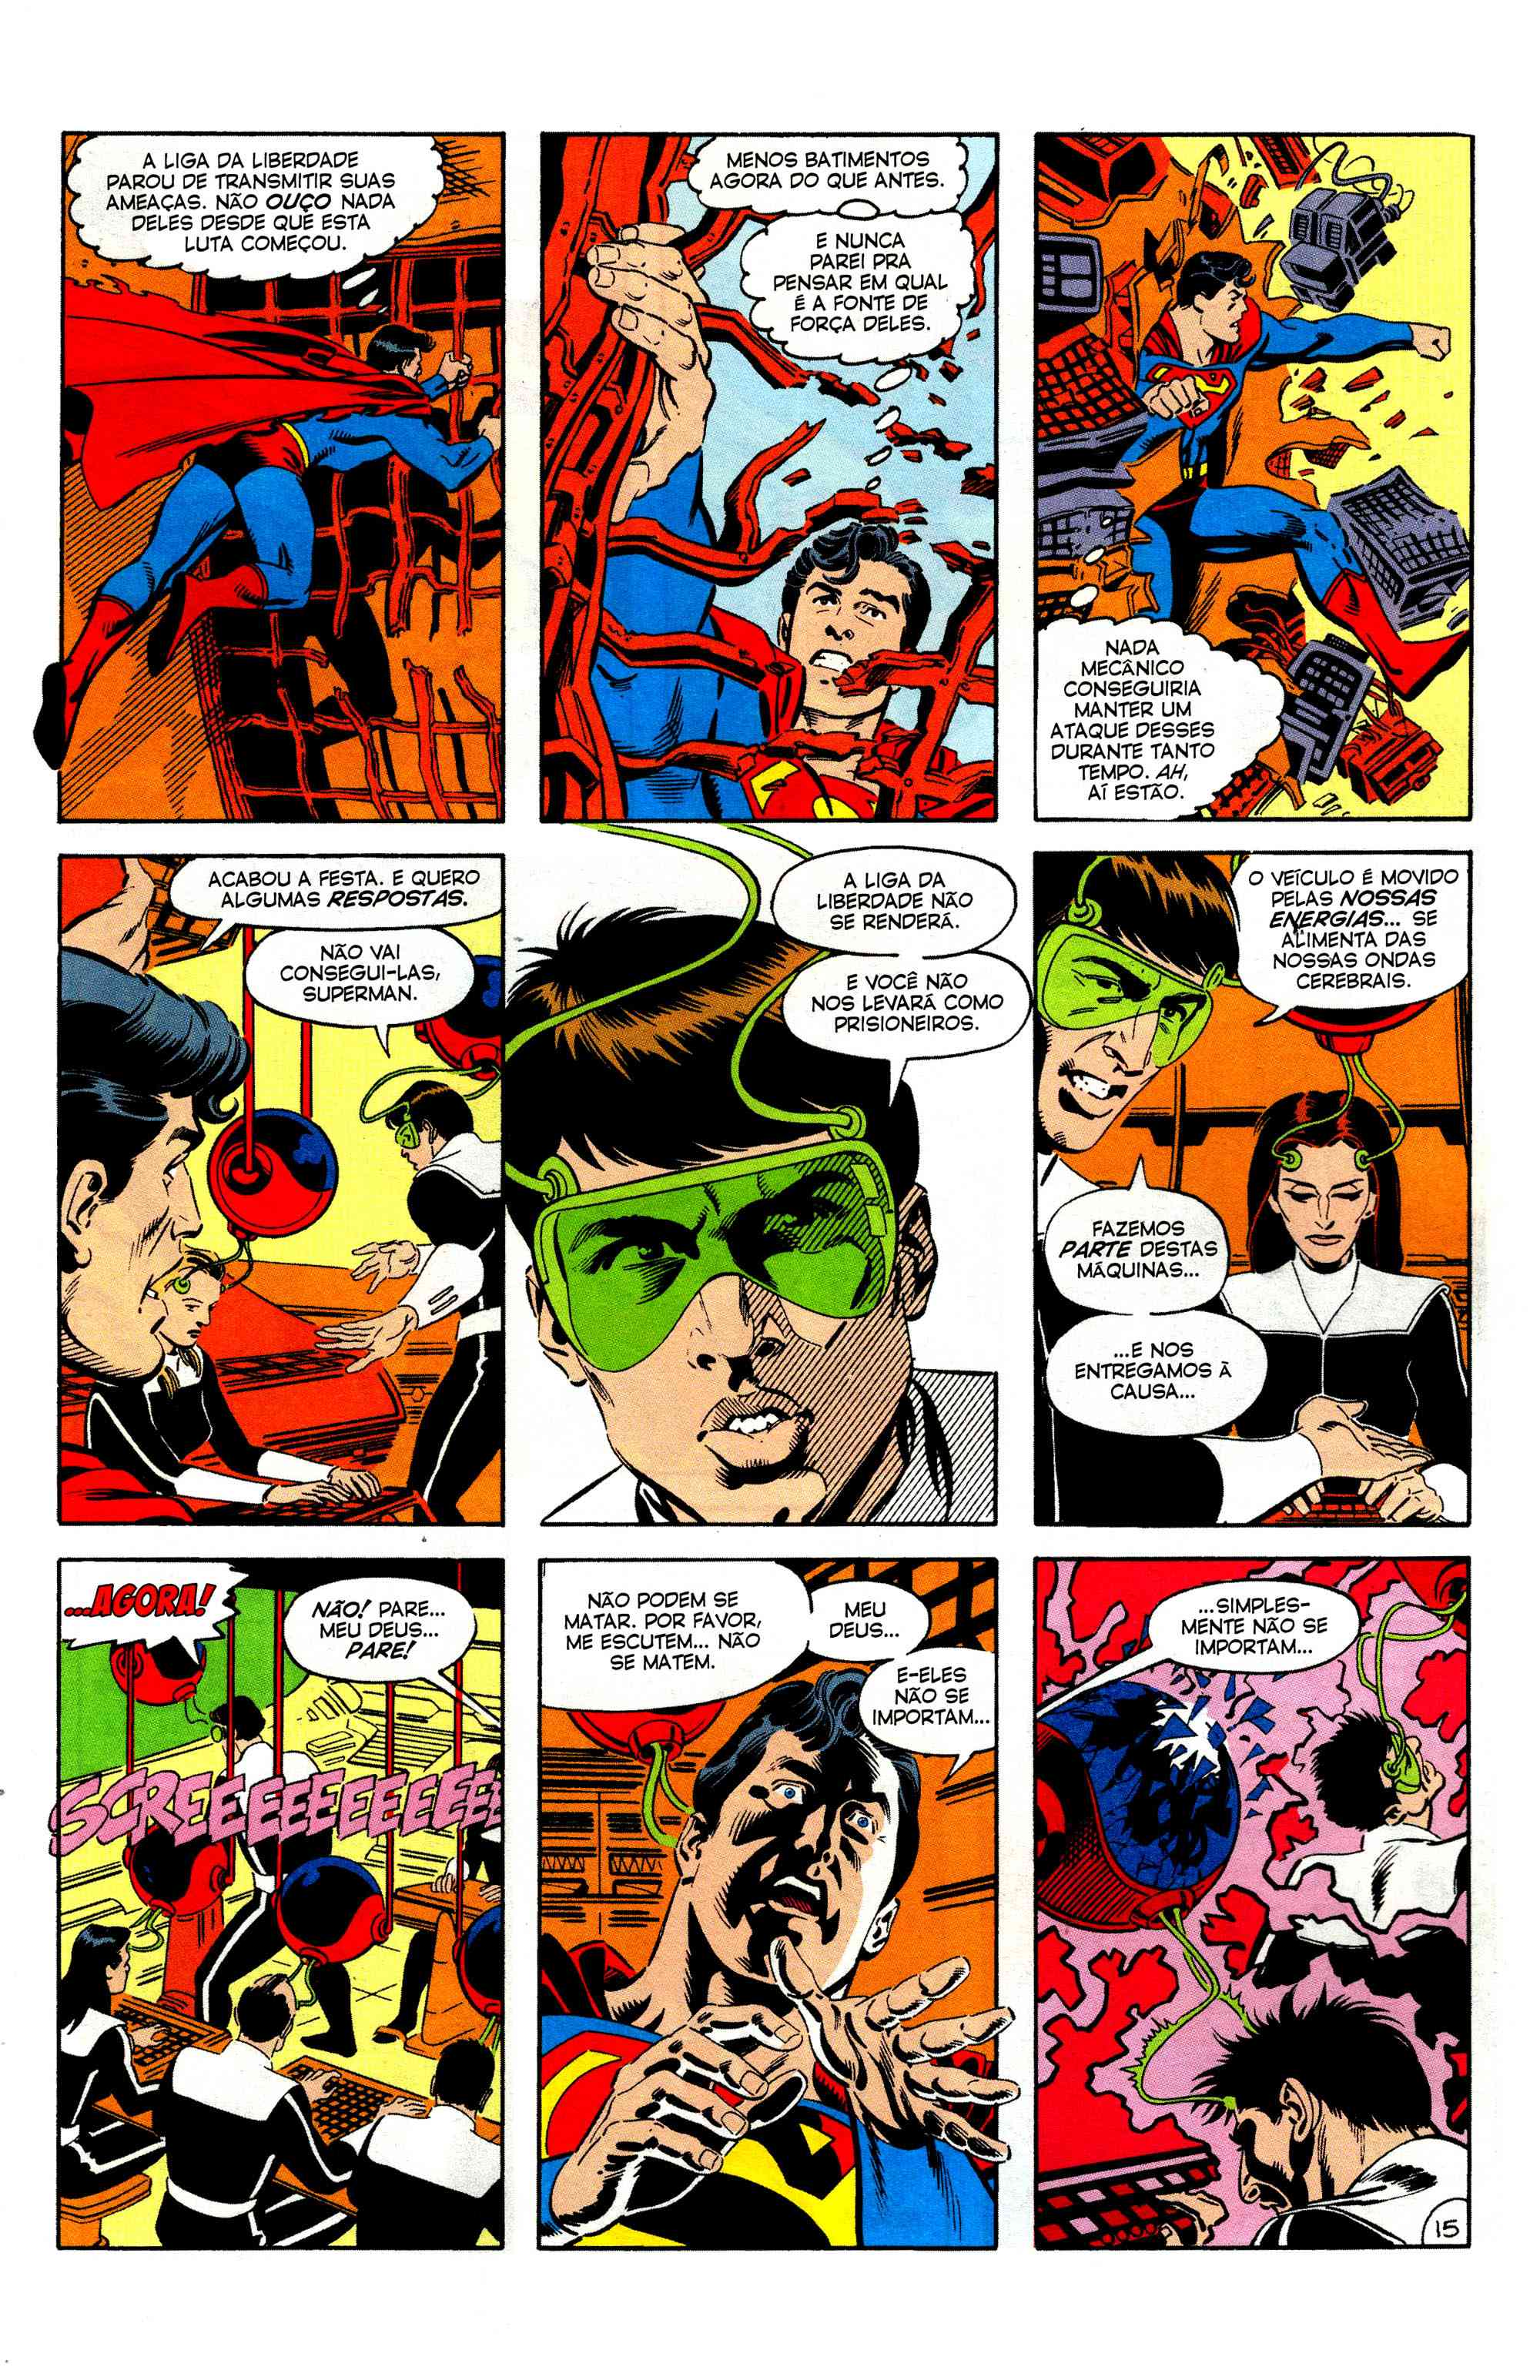 A LIGA DA LIBERDADE
PAROU DE TRANSMITIR SUAS
AMEAÇAS. NÃO OUÇO NADA
DELES DESDE QUE ESTA
LUTA COMEÇOU.
MENOS BATIMENTOS
AGORA DO QUE ANTES.
E NUNCA
PAREI PRA
PENSAR EM QUAL
É A FONTE DE
FORÇA DELES.
NADA
MECÂNICO
CONSEGUIRIA
MANTER UM
ATAQUE DESSES
DURANTE TANTO
TEMPO. AH,
AÍ ESTÃO.
ACABOU A FESTA. E QUERO
ALGUMAS RESPOSTAS.
NÃO VAI
CONSEGUI-LAS,
SUPERMAN.
A LIGA DA
LIBERDADE NÃO
SE RENDERÁ.
E VOCÊ NÃO
NOS LEVARÁ COMO
PRISIONEIROS.
O VEÍCULO É MOVIDO
PELAS NOSSAS
ENERGIAS... SE
ALIMENTA DAS
NOSSAS ONDAS
CEREBRAIS.
FAZEMOS
PARTE DESTAS
MÁQUINAS...
...E NOS
ENTREGAMOS À
CAUSA...
...AGORA!
NÃO! PARE...
MEU DEUS...
PARE!
SCREEEEEEEEEEE
NÃO PODEM SE
MATAR. POR FAVOR,
ME ESCUTEM... NÃO
SE MATEM.
MEU
DEUS...
E-ELES
NÃO SE
IMPORTAM...
...SIMPLES-
MENTE NÃO SE
IMPORTAM...
15